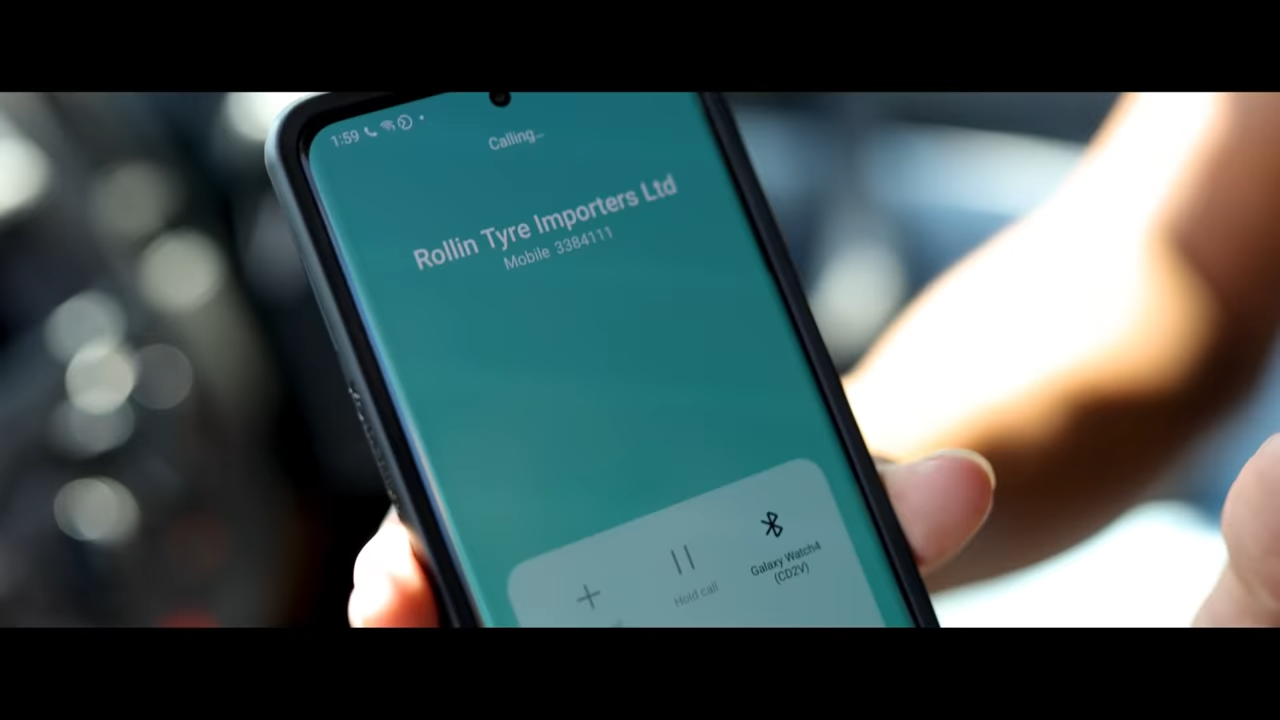 1:59
Calling...
Rollin Tyre Importers Ltd
Mobile 3384111
Hold call
Galaxy Watch4
(CD2V)